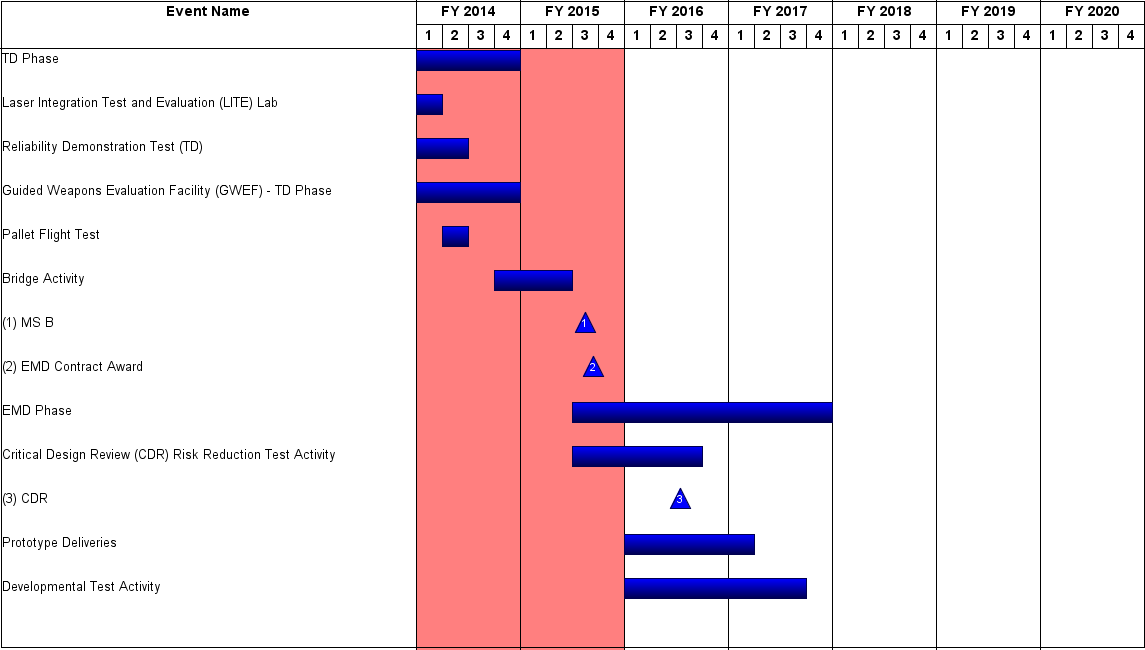 Event Name FY 2014 FY 2015 FY 2016 FY 2017 FY 2018 FY 2019 FY 2020
1 2 3 4 1 2 3 4 1 2 3 4 1 2 3 4 1 2 3 4 1 2 3 4 1 2 3 4
TD Phase
Laser Integration Test and Evaluation (LITE) Lab
Reliability Demonstration Test (TD)
Guided Weapons Evaluation Facility (GWEF) - TD Phase
Pallet Flight Test
Bridge Activity
(1) MS B 1
(2) EMD Contract Award 2
EMD Phase
Critical Design Review (CDR) Risk Reduction Test Activity
(3) CDR 3
Prototype Deliveries
Developmental Test Activity